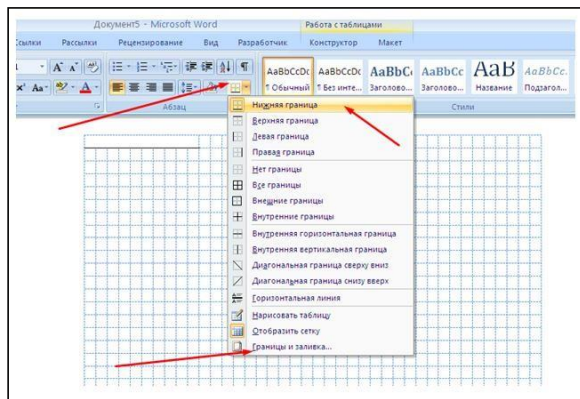 Документ5 - Microsoft Word
Работа с таблицами
Ссылки Рассылки Рецензирование Вид Разработчик Конструктор Макет
AaBbCcDc AaBbCcDc AaBbC AaBbCc AaB AaBbCc.
¶ Обычный ¶ Без инте... Заголово... Заголово... Название Подзагол...
Абзац Стили
Нижняя граница
Верхняя граница
Левая граница
Правая граница
Нет границы
Все границы
Внешние границы
Внутренние границы
Внутренняя горизонтальная граница
Внутренняя вертикальная граница
Диагональная граница сверху вниз
Диагональная граница снизу вверх
Горизонтальная линия
Нарисовать таблицу
Отобразить сетку
Границы и заливка...